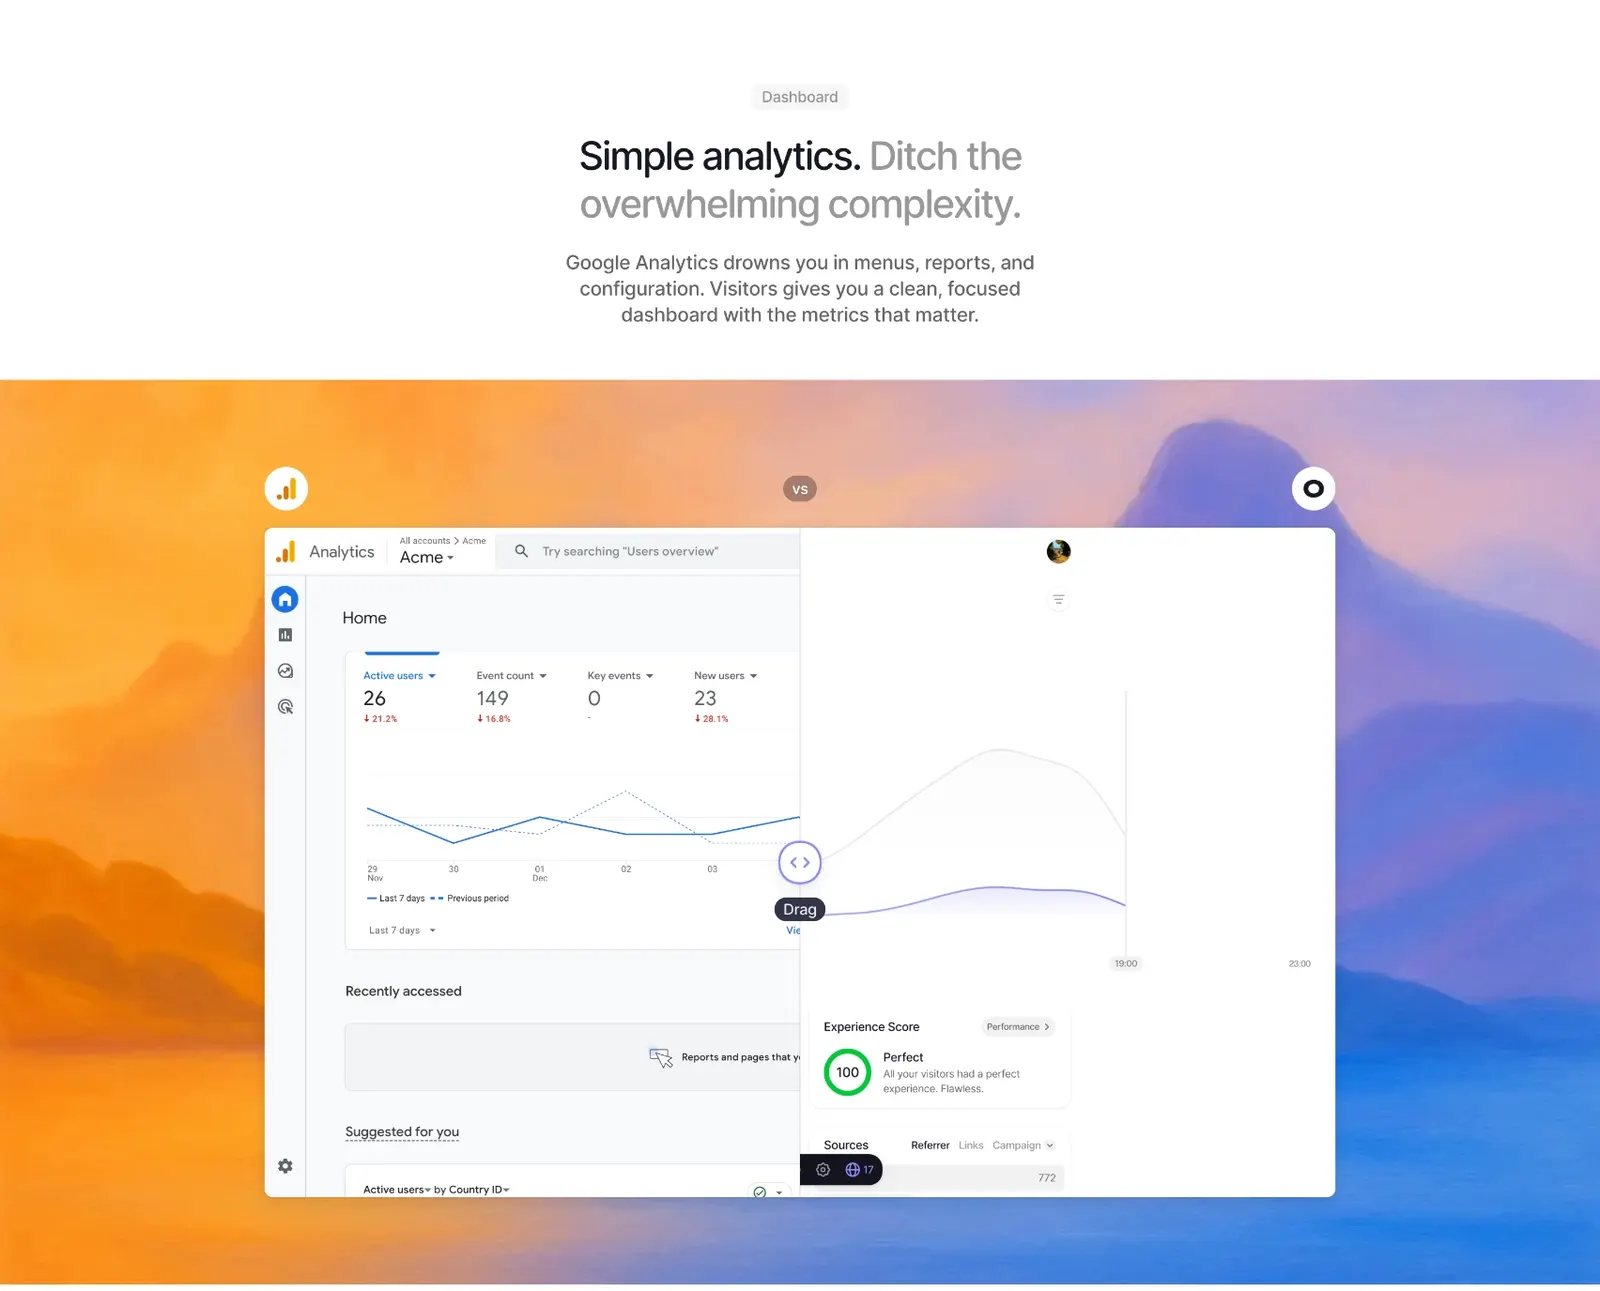 Dashboard
Simple analytics. Ditch the
overwhelming complexity.
Google Analytics drowns you in menus, reports, and
configuration. Visitors gives you a clean, focused
dashboard with the metrics that matter.
vs
Analytics
All accounts > Acme
Acme
Try searching "Users overview"
Home
Active users
Event count
Key events
New users
26
149
0
23
↓ 21.2%
↓ 16.8%
-
↓ 28.1%
29
Nov
30
01
Dec
02
03
Last 7 days
Previous period
Last 7 days
Vie
Drag
19:00
23:00
Recently accessed
Reports and pages that yo
Experience Score
Performance >
100
Perfect
All your visitors had a perfect
experience. Flawless.
Suggested for you
Active users by Country ID
Sources
Referrer
Links
Campaign
17
772